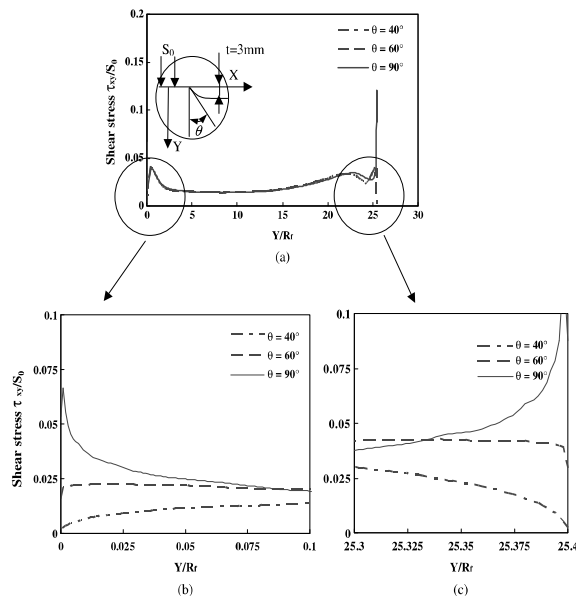 0.2
0.15
0.1
0.05
0
Shear stress τxy/S0
S0
t=3mm
X
θ
Y
θ = 40°
θ = 60°
θ = 90°
0 5 10 15 20 25 30
Y/Rf
(a)
0.1
0.075
0.05
0.025
0
Shear stress τ xy/S0
θ = 40°
θ = 60°
θ = 90°
0 0.025 0.05 0.075 0.1
Y/Rf
(b)
0.1
0.075
0.05
0.025
0
θ = 40°
θ = 60°
θ = 90°
25.3 25.325 25.35 25.375 25.4
Y/Rf
(c)